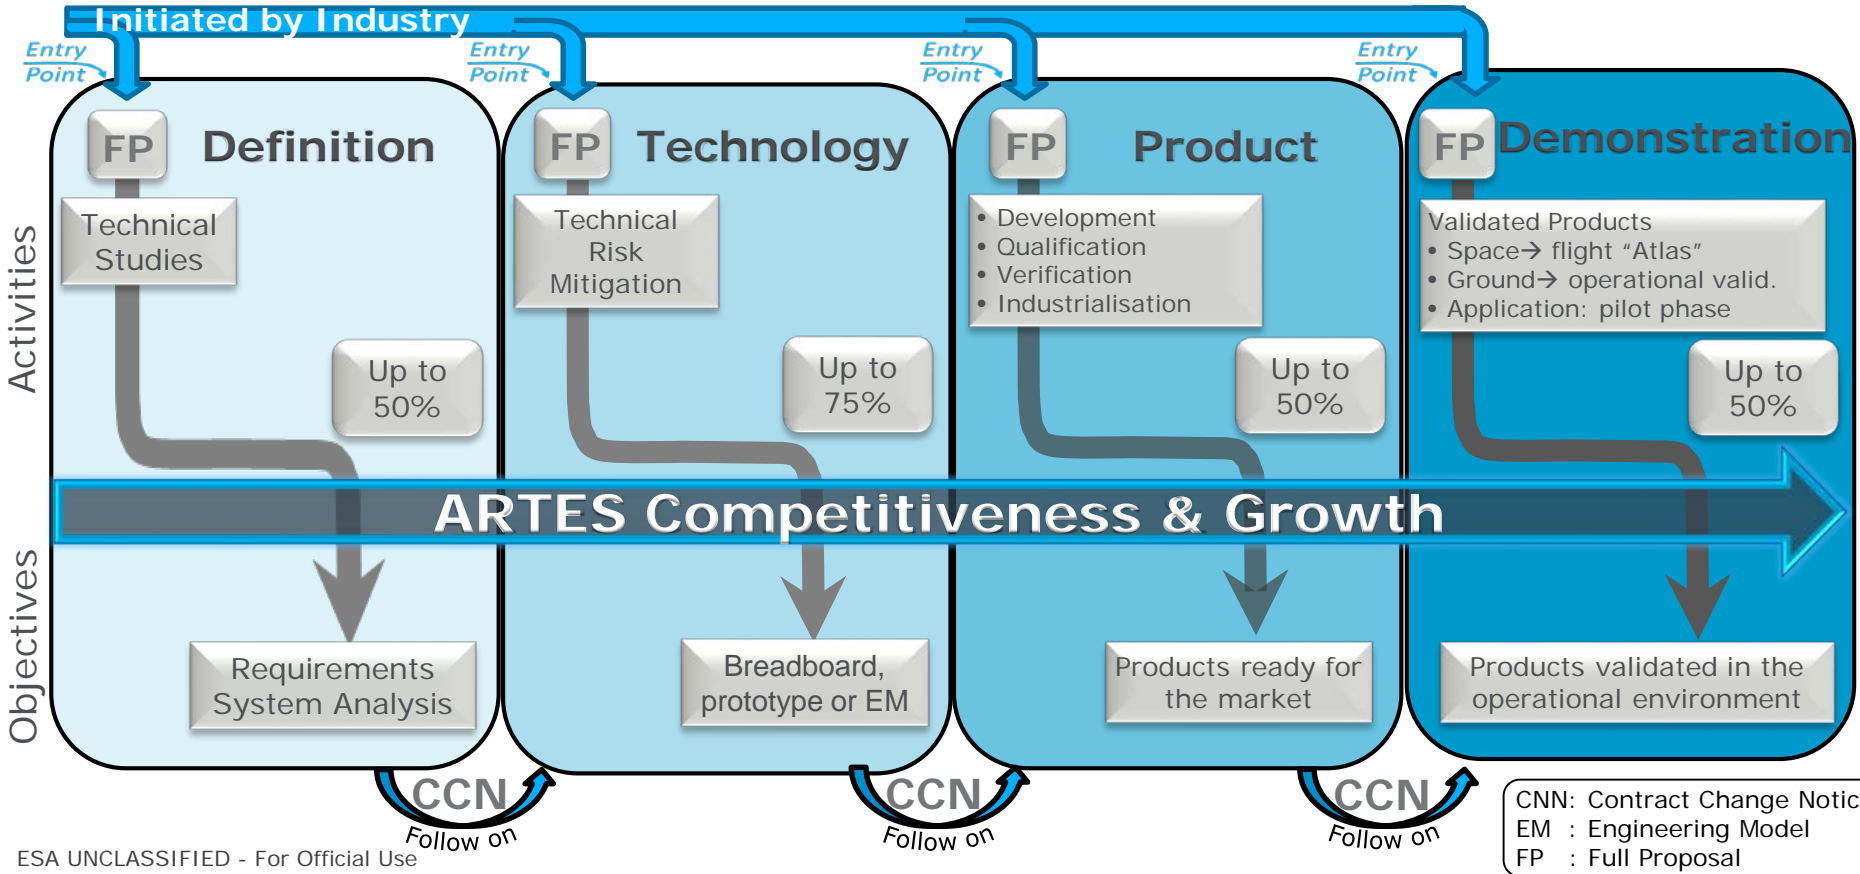 Initiated by Industry
Entry
Point
Entry
Point
Entry
Point
Entry
Point
Activities
Objectives
FP
Definition
Technical
Studies
Up to
50%
Requirements
System Analysis
FP
Technology
Technical
Risk
Mitigation
Up to
75%
Breadboard,
prototype or EM
FP
Product
• Development
• Qualification
• Verification
• Industrialisation
Up to
50%
Products ready for
the market
FP
Demonstration
Validated Products
• Space→ flight “Atlas”
• Ground→ operational valid.
• Application: pilot phase
Up to
50%
Products validated in the
operational environment
ARTES Competitiveness & Growth
CCN
Follow on
CCN
Follow on
CCN
Follow on
CNN: Contract Change Notic
EM : Engineering Model
FP : Full Proposal
ESA UNCLASSIFIED - For Official Use